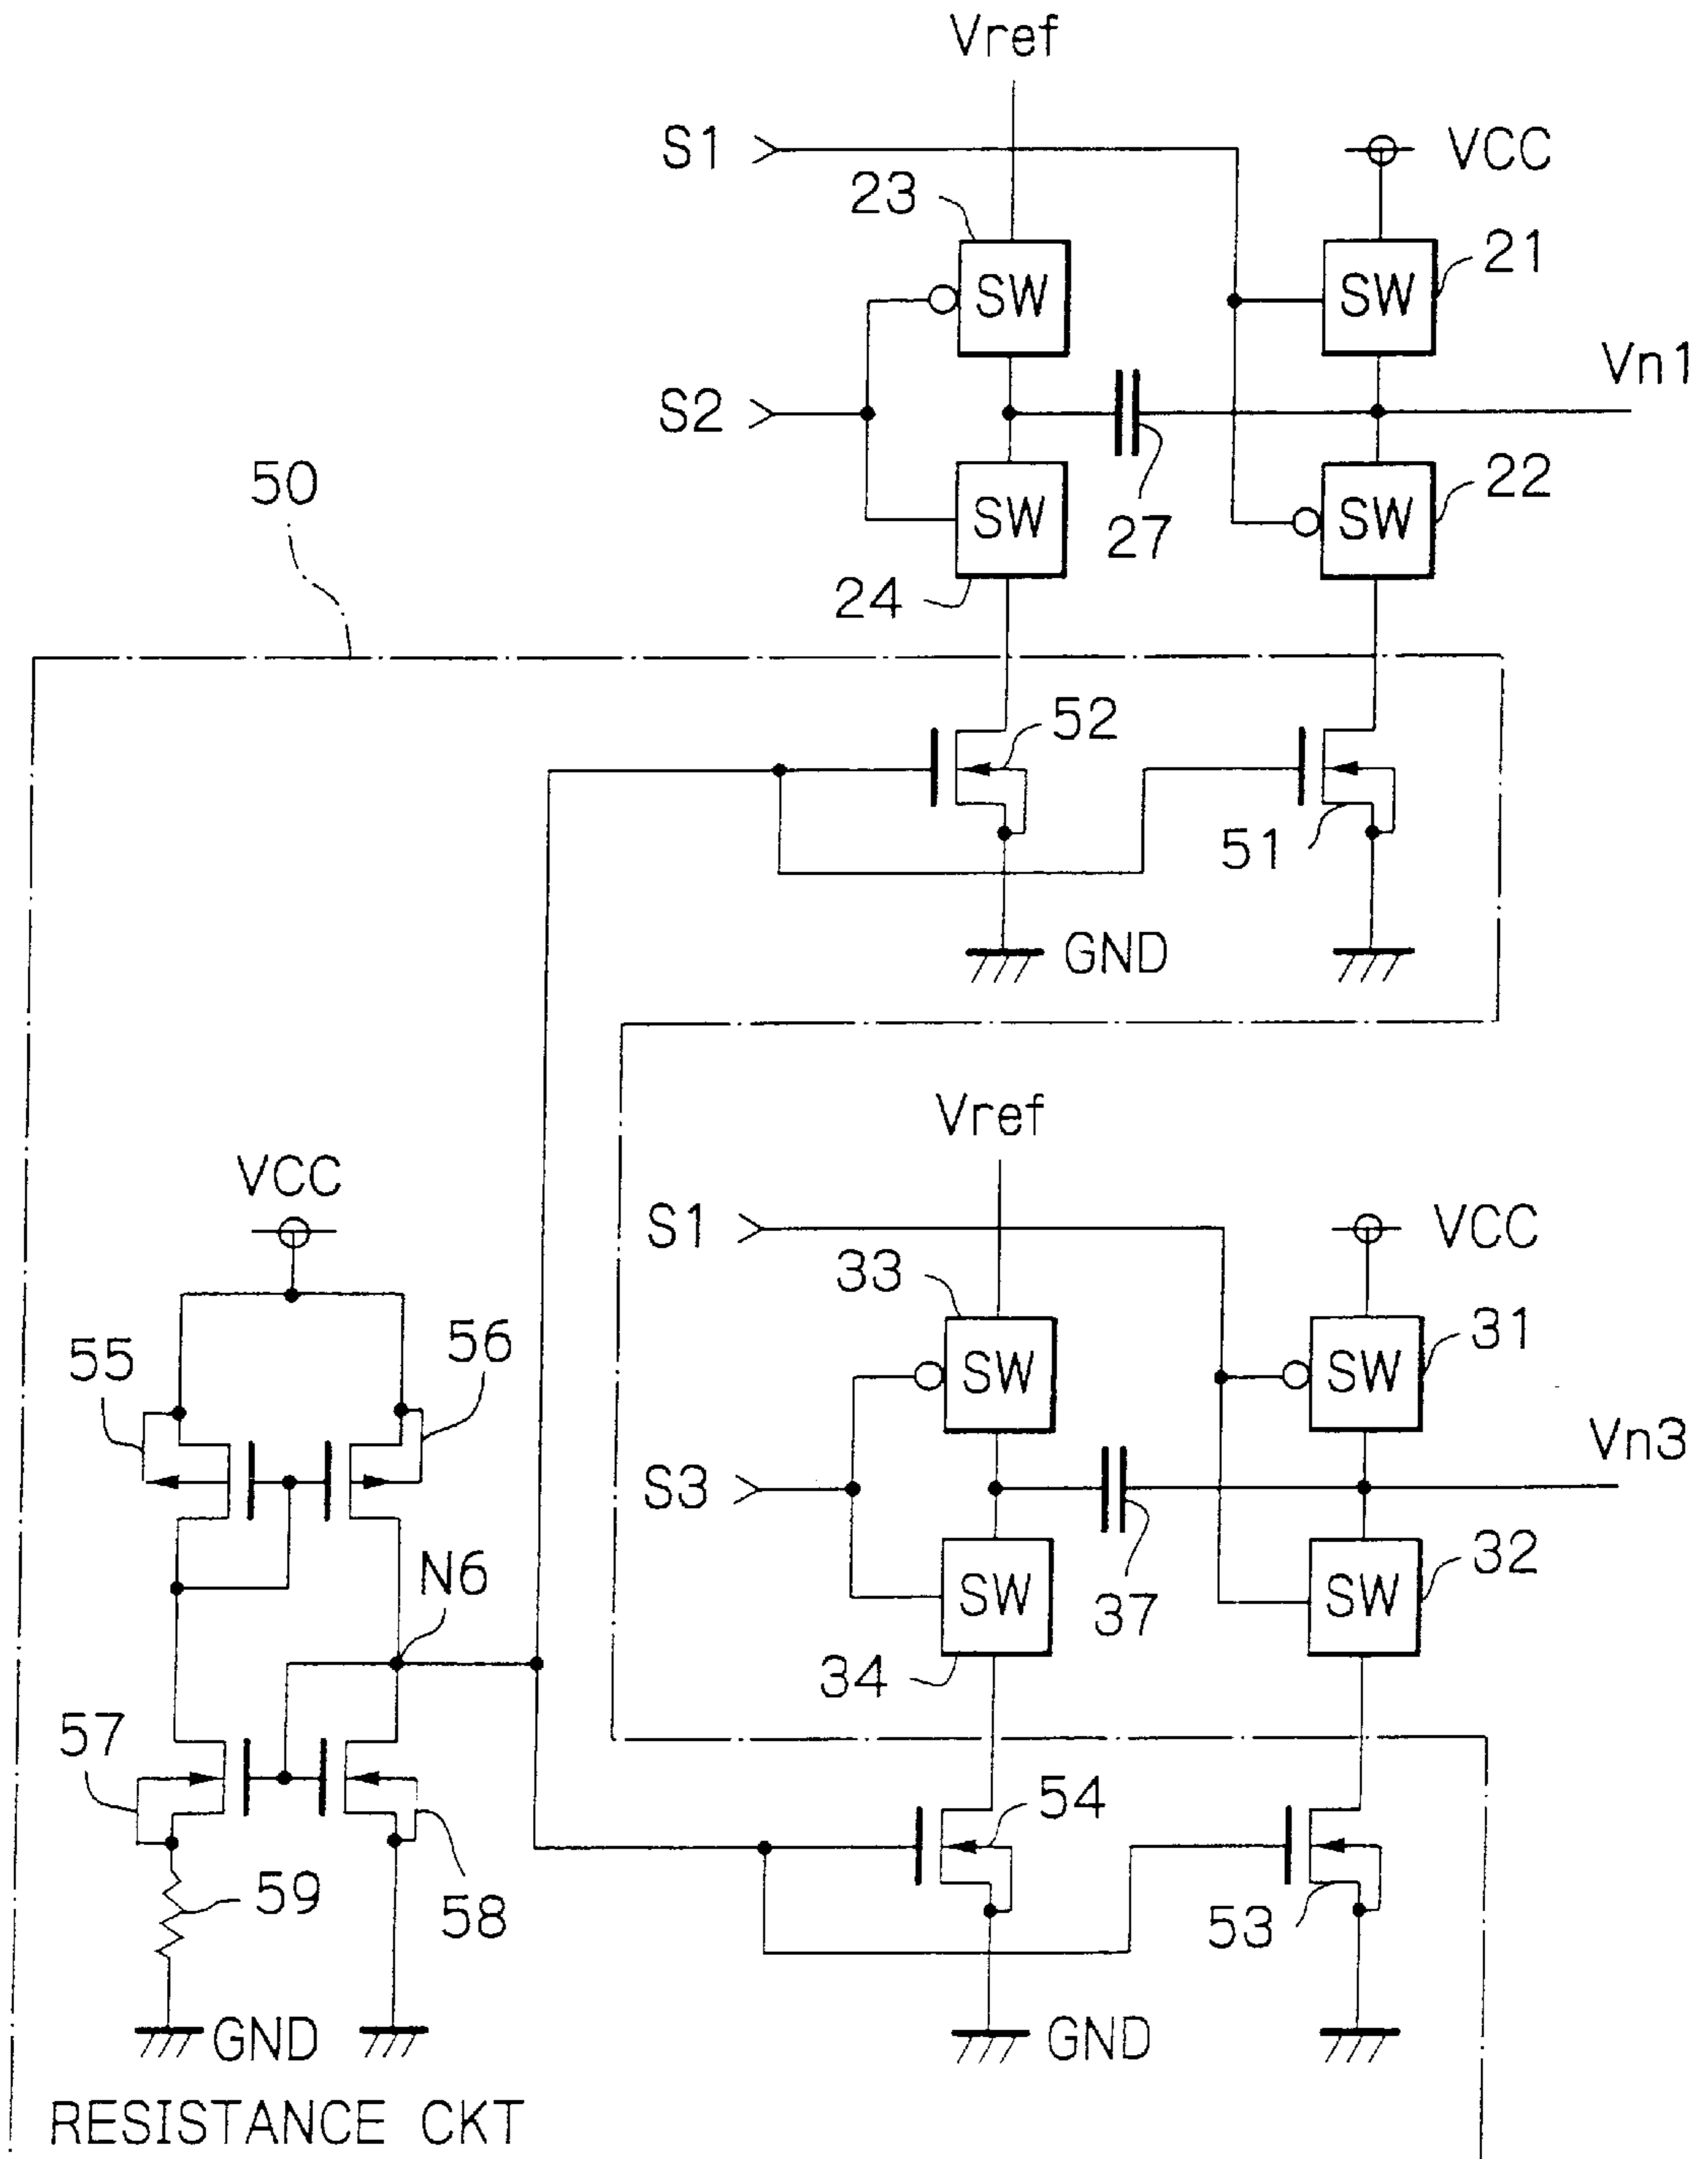 Vref
S1
VCC
23
SW
SW
21
Vn1
S2
50
SW
SW
22
27
24
52
51
GND
Vref
VCC
S1
VCC
33
SW
SW
31
55
56
Vn3
S3
N6
SW
SW
32
37
34
57
54
59
58
53
GND
GND
RESISTANCE CKT